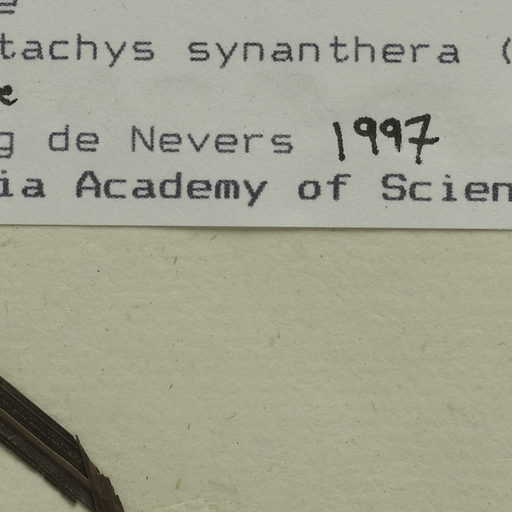 tachys synanthera (
e
g de Nevers 1997
ia Academy of Scien